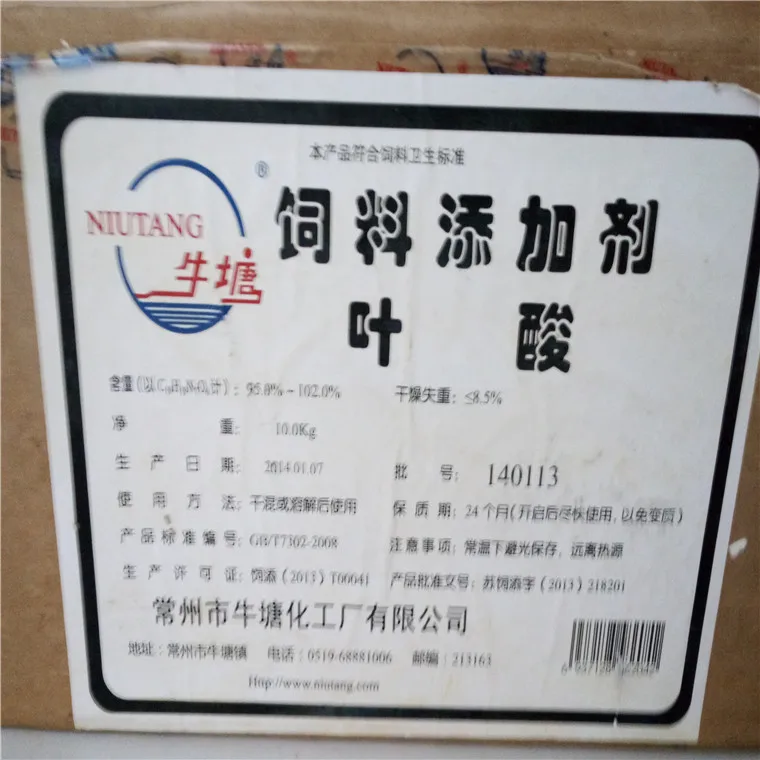 本产品符合饲料卫生标准
®
NIUTANG
牛塘
饲料添加剂
叶酸
含量(以C₁₉H₁₉N₇O₆计): 95.0%~102.0% 干燥失重: ≤8.5%
净重: 10.0Kg
生产日期: 2014.01.07 批号: 140113
使用方法: 干混或溶解后使用 保质期: 24个月(开启后尽快使用,以免变质)
产品标准编号: GB/T7302-2008 注意事项: 常温下避光保存,远离热源
生产许可证: 饲添(2013)T00041 产品批准文号: 苏饲添字(2013)218201
常州市牛塘化工厂有限公司
地址: 常州市牛塘镇 电话: 0519-68881006 邮编: 213163
Http://www.niutang.com